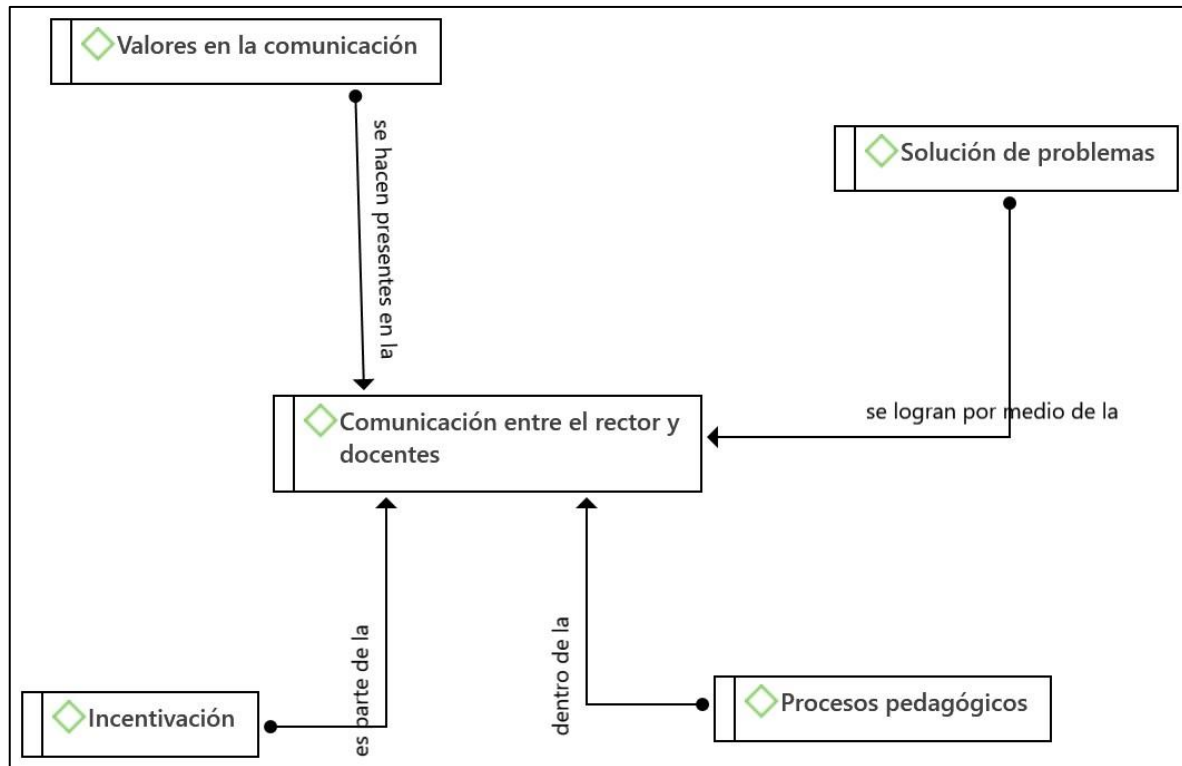 Valores en la comunicación
se hacen presentes en la
Solución de problemas
Comunicación entre el rector y
docentes
se logran por medio de la
es parte de la
dentro de la
Incentivación
Procesos pedagógicos